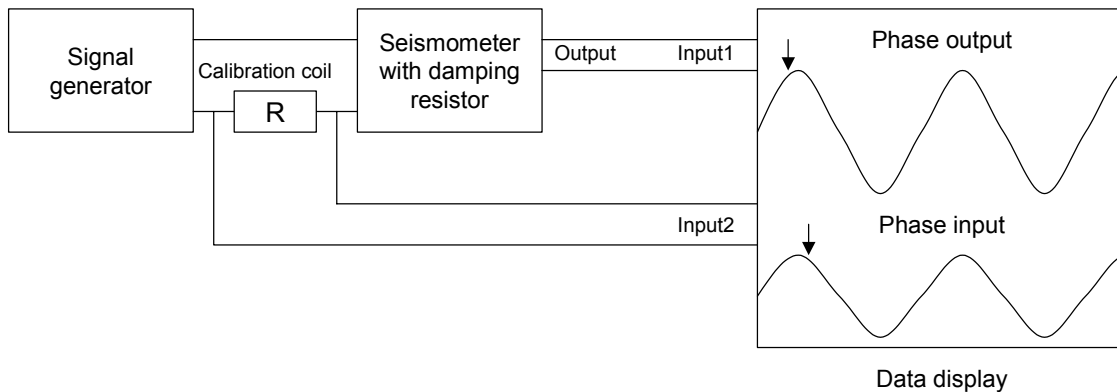 Signal
generator
Calibration coil
R
Seismometer
with damping
resistor
Output
Input1
Input2
Phase output
Phase input
Data display